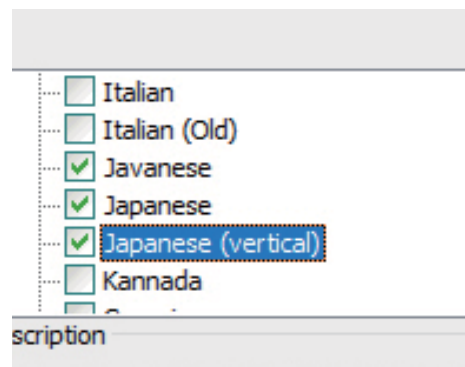 Italian
Italian (Old)
Javanese
Japanese
Japanese (vertical)
Kannada
scription